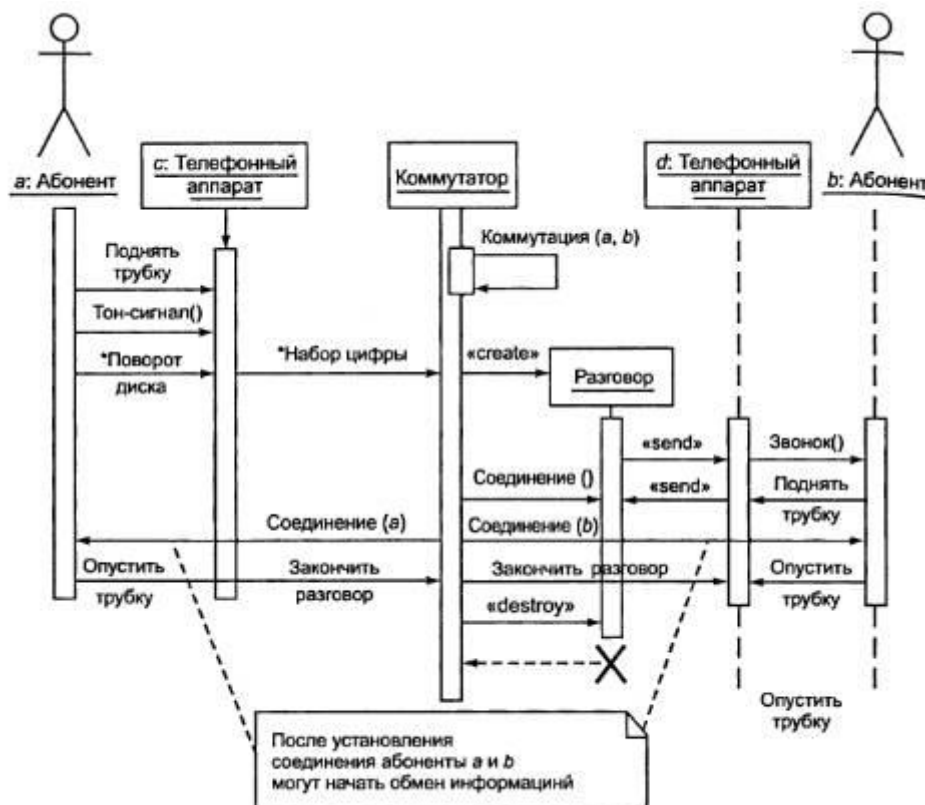 a: Абонент
c: Телефонный
аппарат
Коммутатор
d: Телефонный
аппарат
b: Абонент
Коммутация (a, b)
Поднять
трубку
Тон-сигнал()
*Поворот
диска
*Набор цифры
«create»
Разговор
«send»
Звонок()
Соединение ()
«send»
Поднять
трубку
Соединение (a)
Соединение (b)
Опустить
трубку
Закончить
разговор
Закончить разговор
Опустить
трубку
«destroy»
Опустить
трубку
После установления
соединения абоненты a и b
могут начать обмен информациий